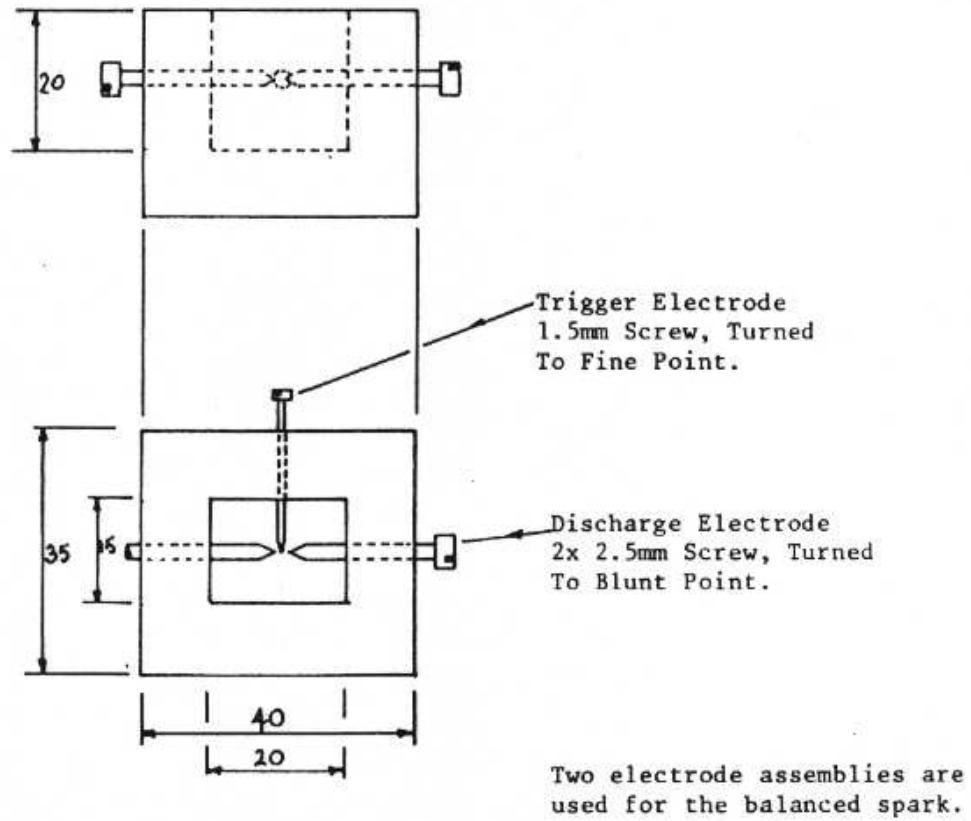 20
Trigger Electrode
1.5mm Screw, Turned
To Fine Point.
35
15
Discharge Electrode
2x 2.5mm Screw, Turned
To Blunt Point.
40
20
Two electrode assemblies are
used for the balanced spark.